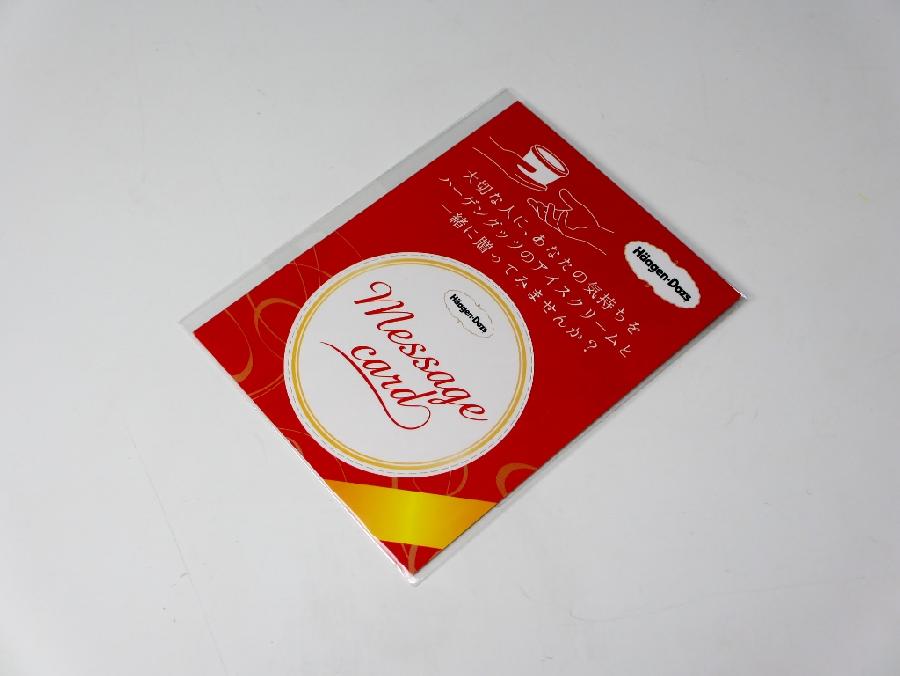 大切な人に、あなたの気持ちを
ハーゲンダッツのアイスクリームと
一緒に贈ってみませんか？
Häagen-Dazs
Häagen-Dazs
Message
card